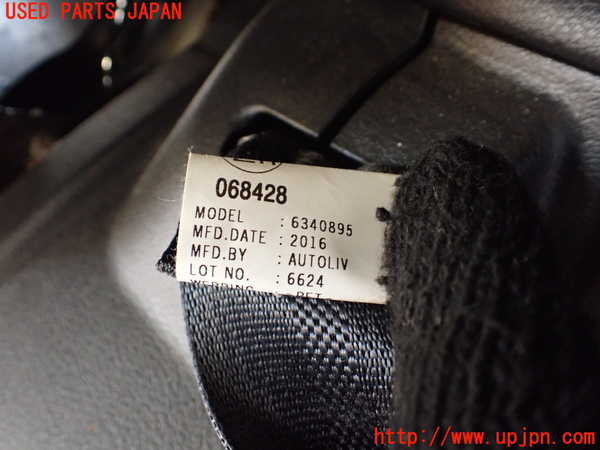 USED PARTS JAPAN
068428
MODEL : 6340895
MFD.DATE : 2016
MFD.BY : AUTOLIV
LOT NO. : 6624
http://www.upjpn.com